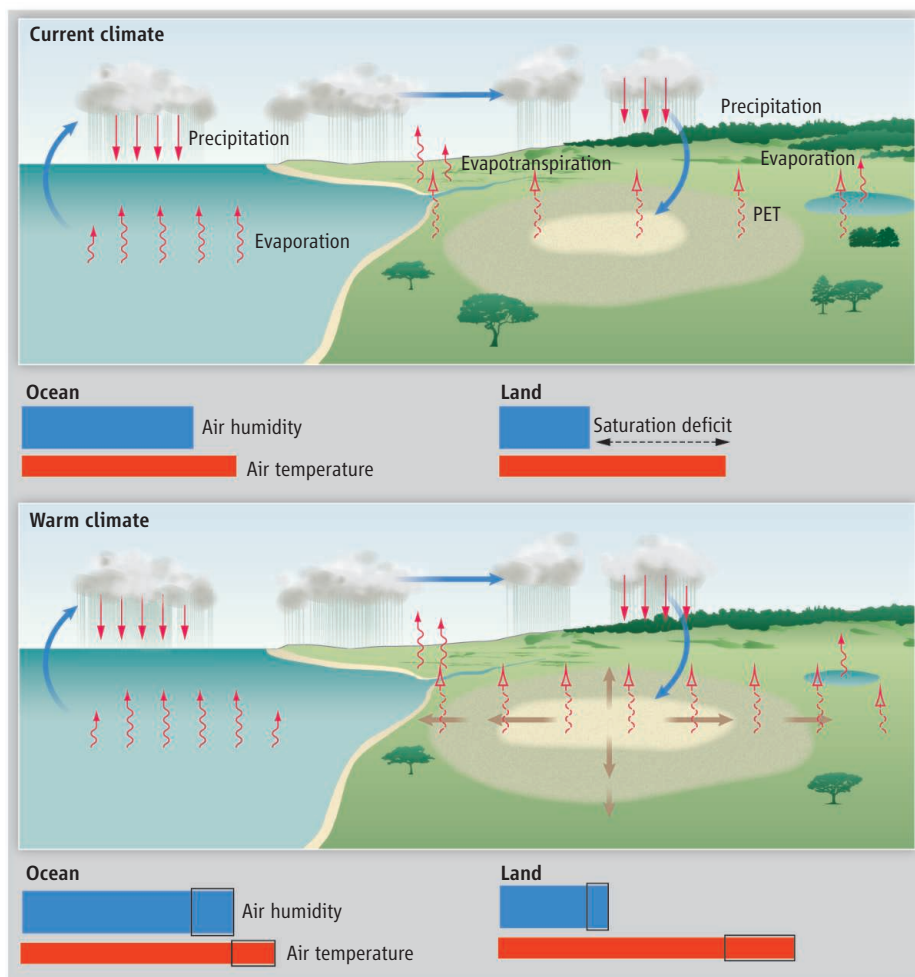 Current climate
Precipitation
Precipitation
Evapotranspiration
Evaporation
PET
Evaporation
Ocean
Air humidity
Air temperature
Land
Saturation deficit
Warm climate
Ocean
Air humidity
Air temperature
Land